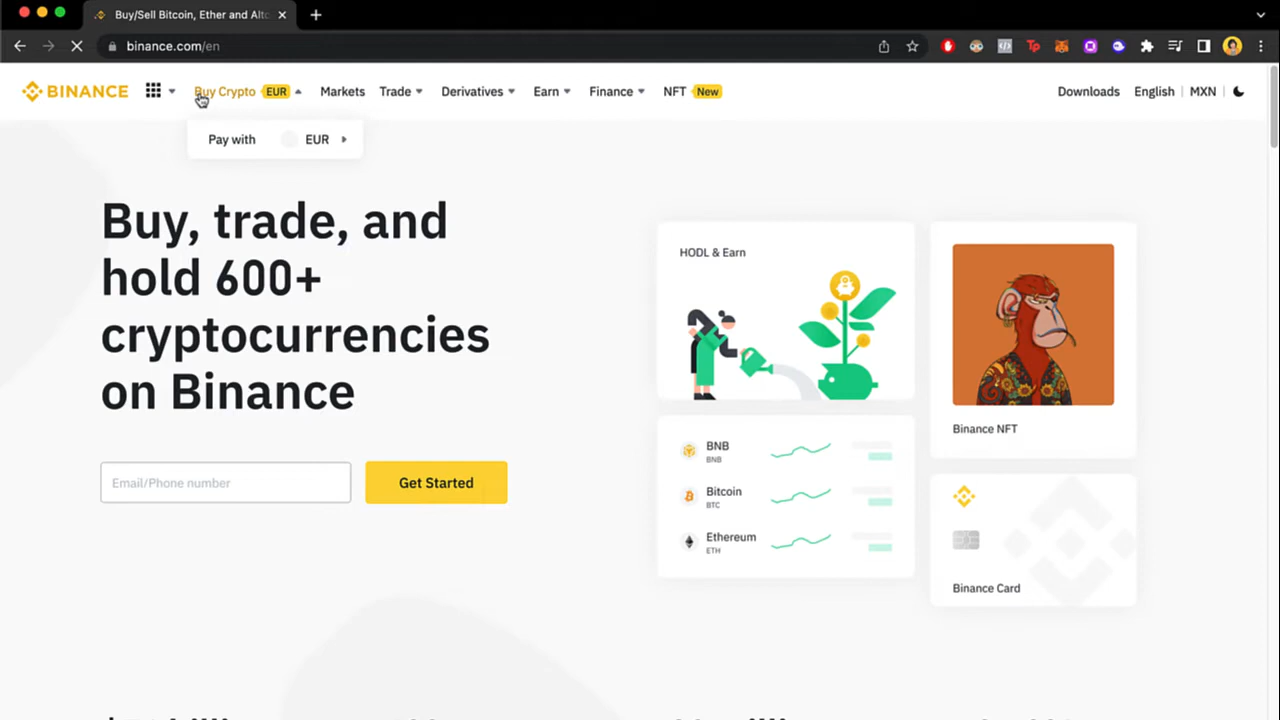 Buy/Sell Bitcoin, Ether and Altc
binance.com/en
BINANCE
Buy Crypto EUR
Markets
Trade
Derivatives
Earn
Finance
NFT New
Downloads
English
MXN
Pay with EUR
Buy, trade, and
hold 600+
cryptocurrencies
on Binance
Email/Phone number
Get Started
HODL & Earn
BNB
BNB
Bitcoin
BTC
Ethereum
ETH
Binance NFT
Binance Card